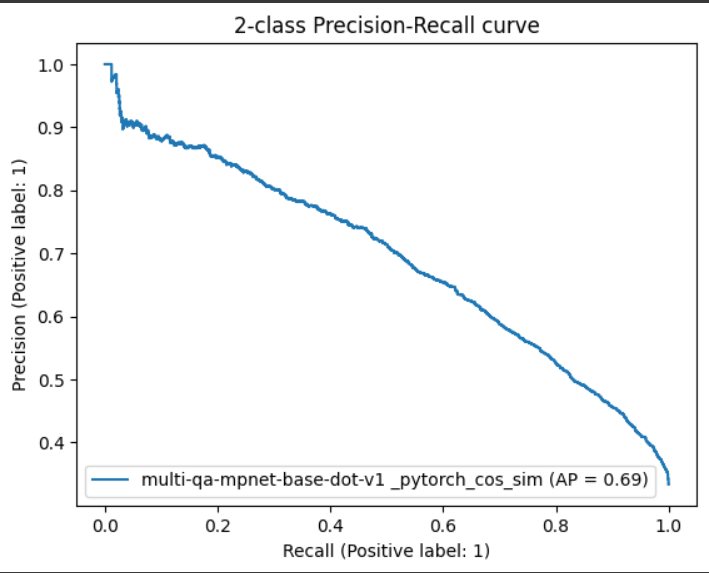 2-class Precision-Recall curve
Precision (Positive label: 1)
1.0
0.9
0.8
0.7
0.6
0.5
0.4
multi-qa-mpnet-base-dot-v1 _pytorch_cos_sim (AP = 0.69)
0.0 0.2 0.4 0.6 0.8 1.0
Recall (Positive label: 1)